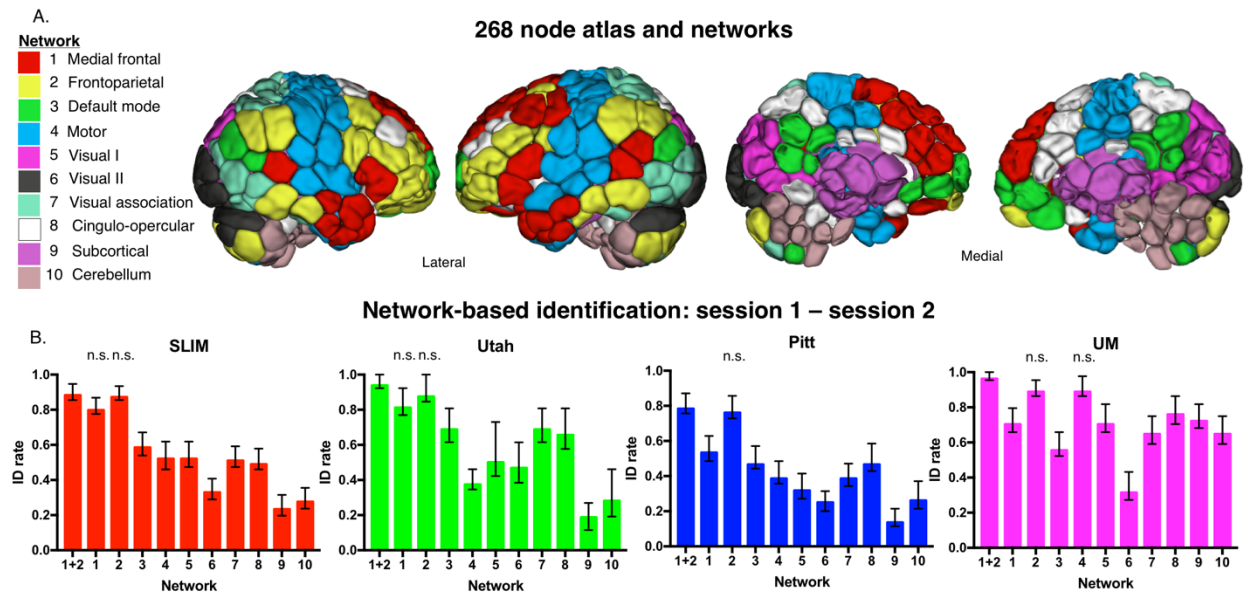 A.
268 node atlas and networks
Network
1 Medial frontal
2 Frontoparietal
3 Default mode
4 Motor
5 Visual I
6 Visual II
7 Visual association
8 Cingulo-opercular
9 Subcortical
10 Cerebellum
Lateral
Medial
Network-based identification: session 1 – session 2
B.
SLIM
n.s. n.s.
ID rate
1.0
0.8
0.6
0.4
0.2
0.0
1+2 1 2 3 4 5 6 7 8 9 10
Network
Utah
n.s. n.s.
ID rate
1.0
0.8
0.6
0.4
0.2
0.0
1+2 1 2 3 4 5 6 7 8 9 10
Network
Pitt
n.s.
ID rate
1.0
0.8
0.6
0.4
0.2
0.0
1+2 1 2 3 4 5 6 7 8 9 10
Network
UM
n.s. n.s.
ID rate
1.0
0.8
0.6
0.4
0.2
0.0
1+2 1 2 3 4 5 6 7 8 9 10
Network